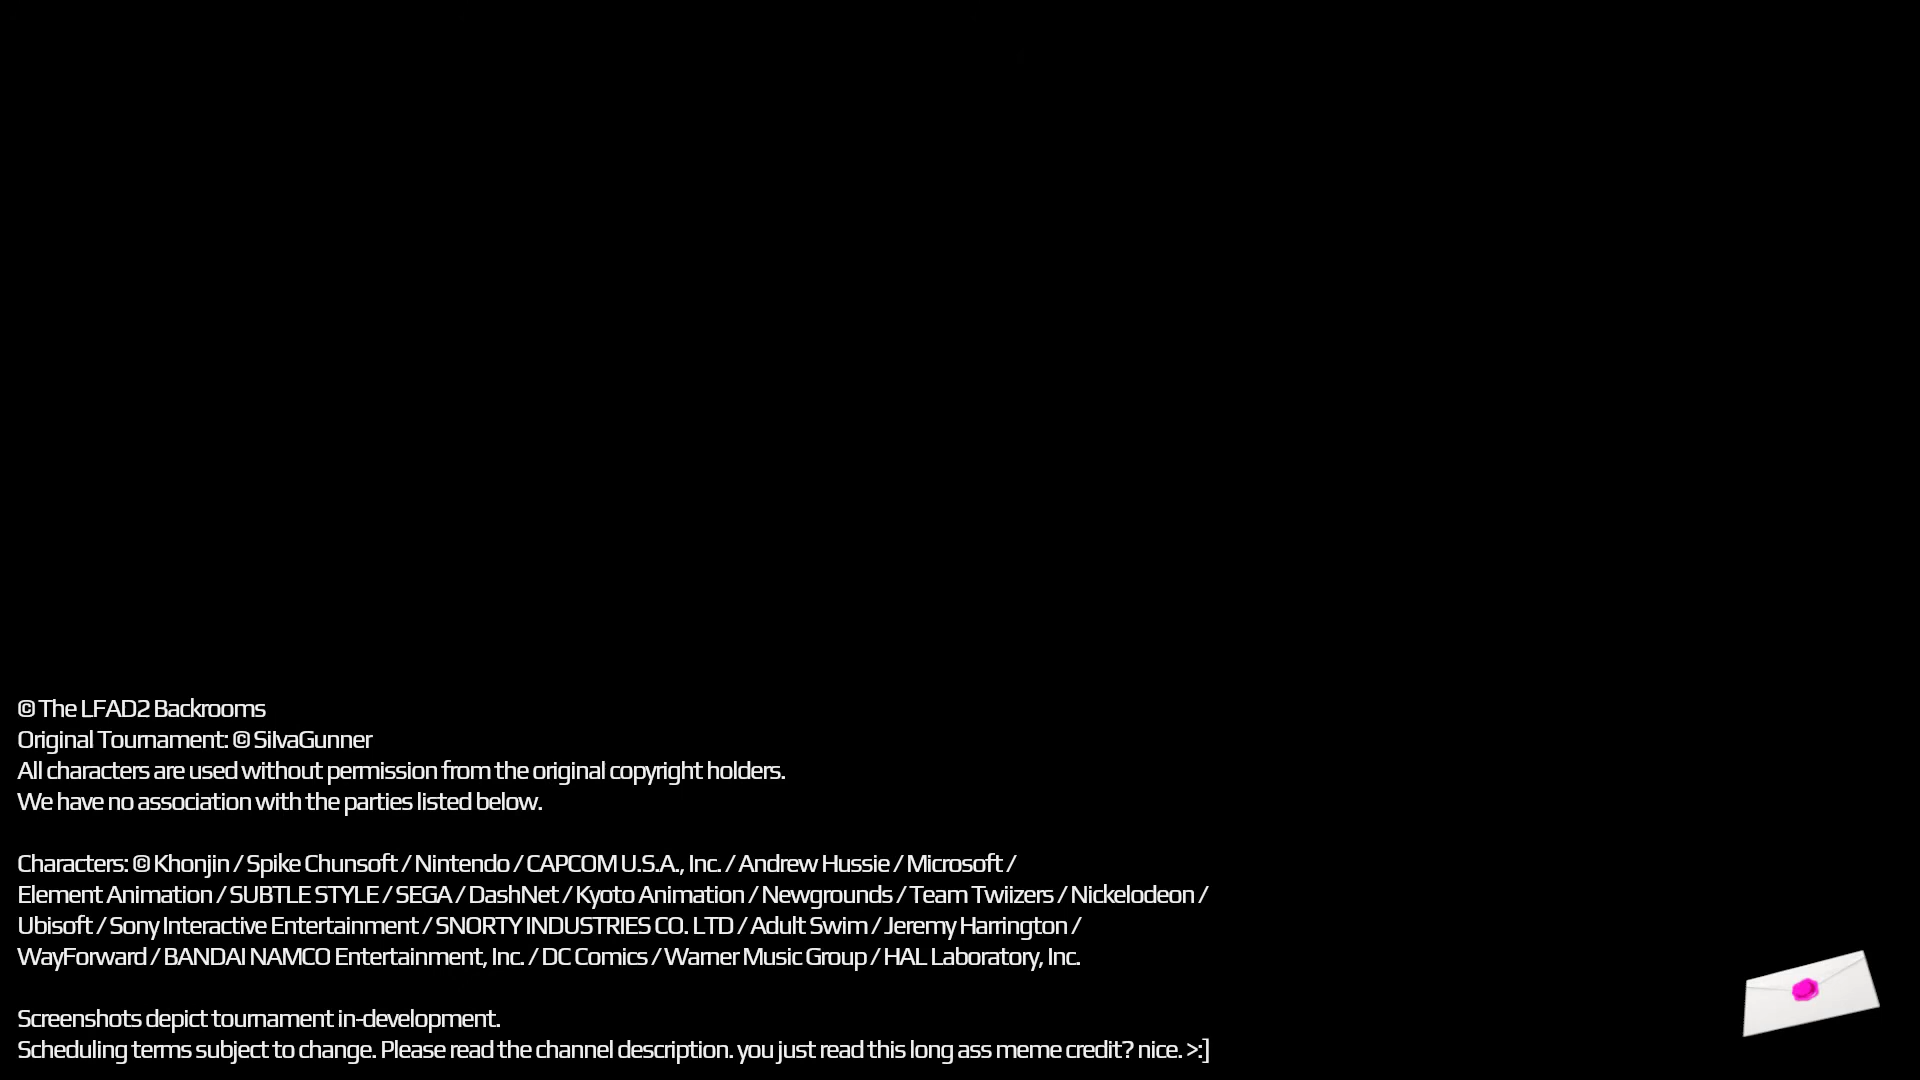 © The LFAD2 Backrooms
Original Tournament: © SilvaGunner
All characters are used without permission from the original copyright holders.
We have no association with the parties listed below.
Characters: © Khonjin / Spike Chunsoft / Nintendo / CAPCOM U.S.A., Inc. / Andrew Hussie / Microsoft /
Element Animation / SUBTLE STYLE / SEGA / DashNet / Kyoto Animation / Newgrounds / Team Twiizers / Nickelodeon /
Ubisoft / Sony Interactive Entertainment / SNORTY INDUSTRIES CO. LTD / Adult Swim / Jeremy Harrington /
WayForward / BANDAI NAMCO Entertainment, Inc. / DC Comics / Warner Music Group / HAL Laboratory, Inc.
Screenshots depict tournament in-development.
Scheduling terms subject to change. Please read the channel description. you just read this long ass meme credit? nice. >:]